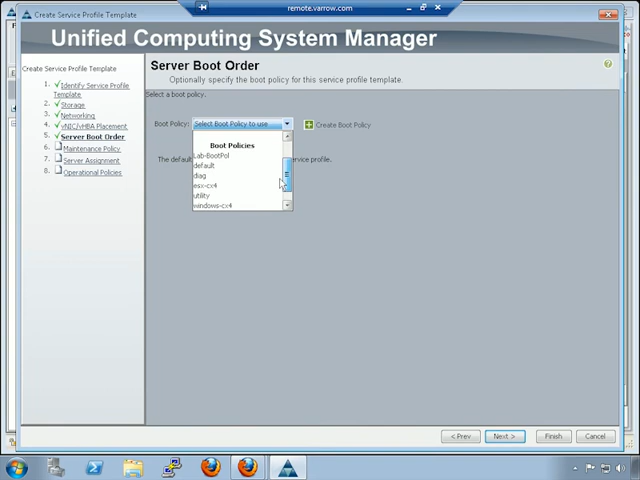 remote.varrow.com
Create Service Profile Template
Unified Computing System Manager
Create Service Profile Template
1. √Identify Service Profile
Template
2. √Storage
3. √Networking
4. √vNIC/vHBA Placement
5. √Server Boot Order
6. Maintenance Policy
7. Server Assignment
8. Operational Policies
Server Boot Order
Optionally specify the boot policy for this service profile template.
Select a boot policy.
Boot Policy: Select Boot Policy to use
Create Boot Policy
Boot Policies
Lab-BootPol
default
diag
esx-cx4
utility
windows-cx4
The default
rvice profile.
< Prev
Next >
Finish
Cancel